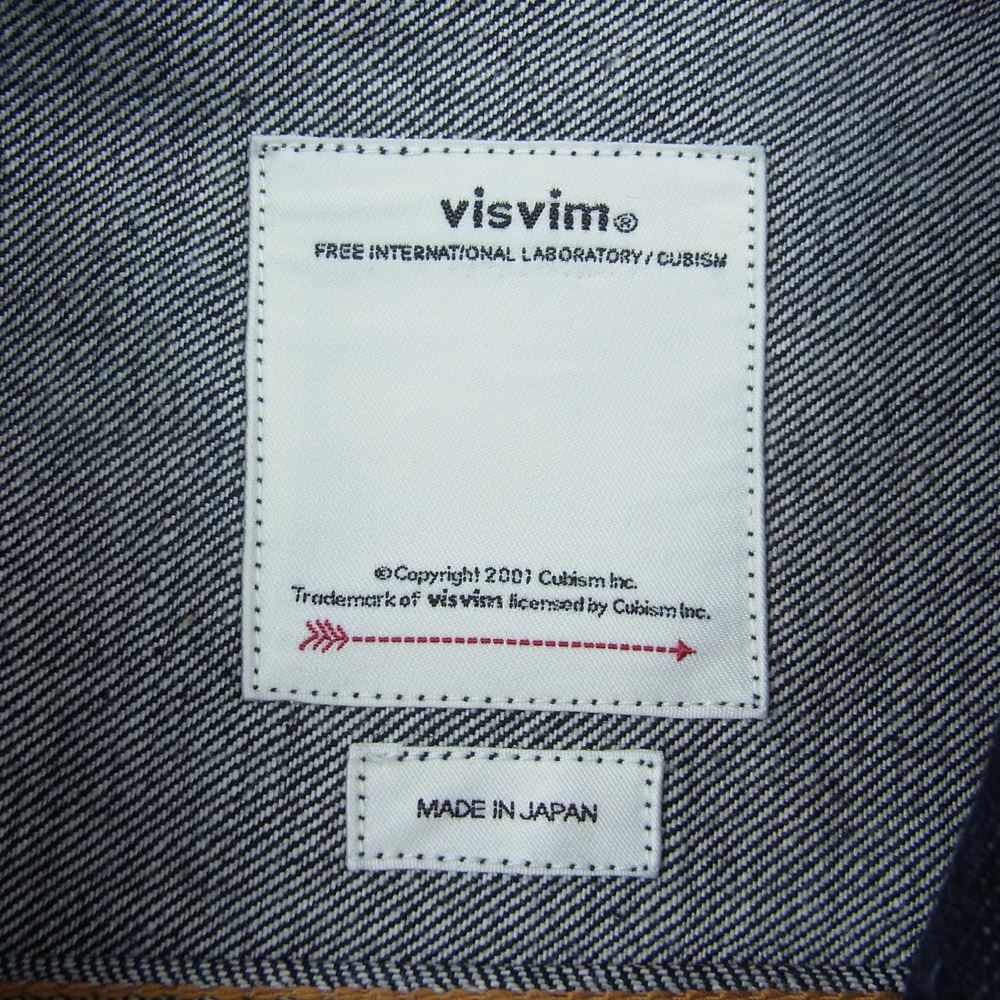 visvim®
FREE INTERNATIONAL LABORATORY / CUBISM
©Copyright 2001 Cubism Inc.
Trademark of visvim licensed by Cubism Inc.
MADE IN JAPAN